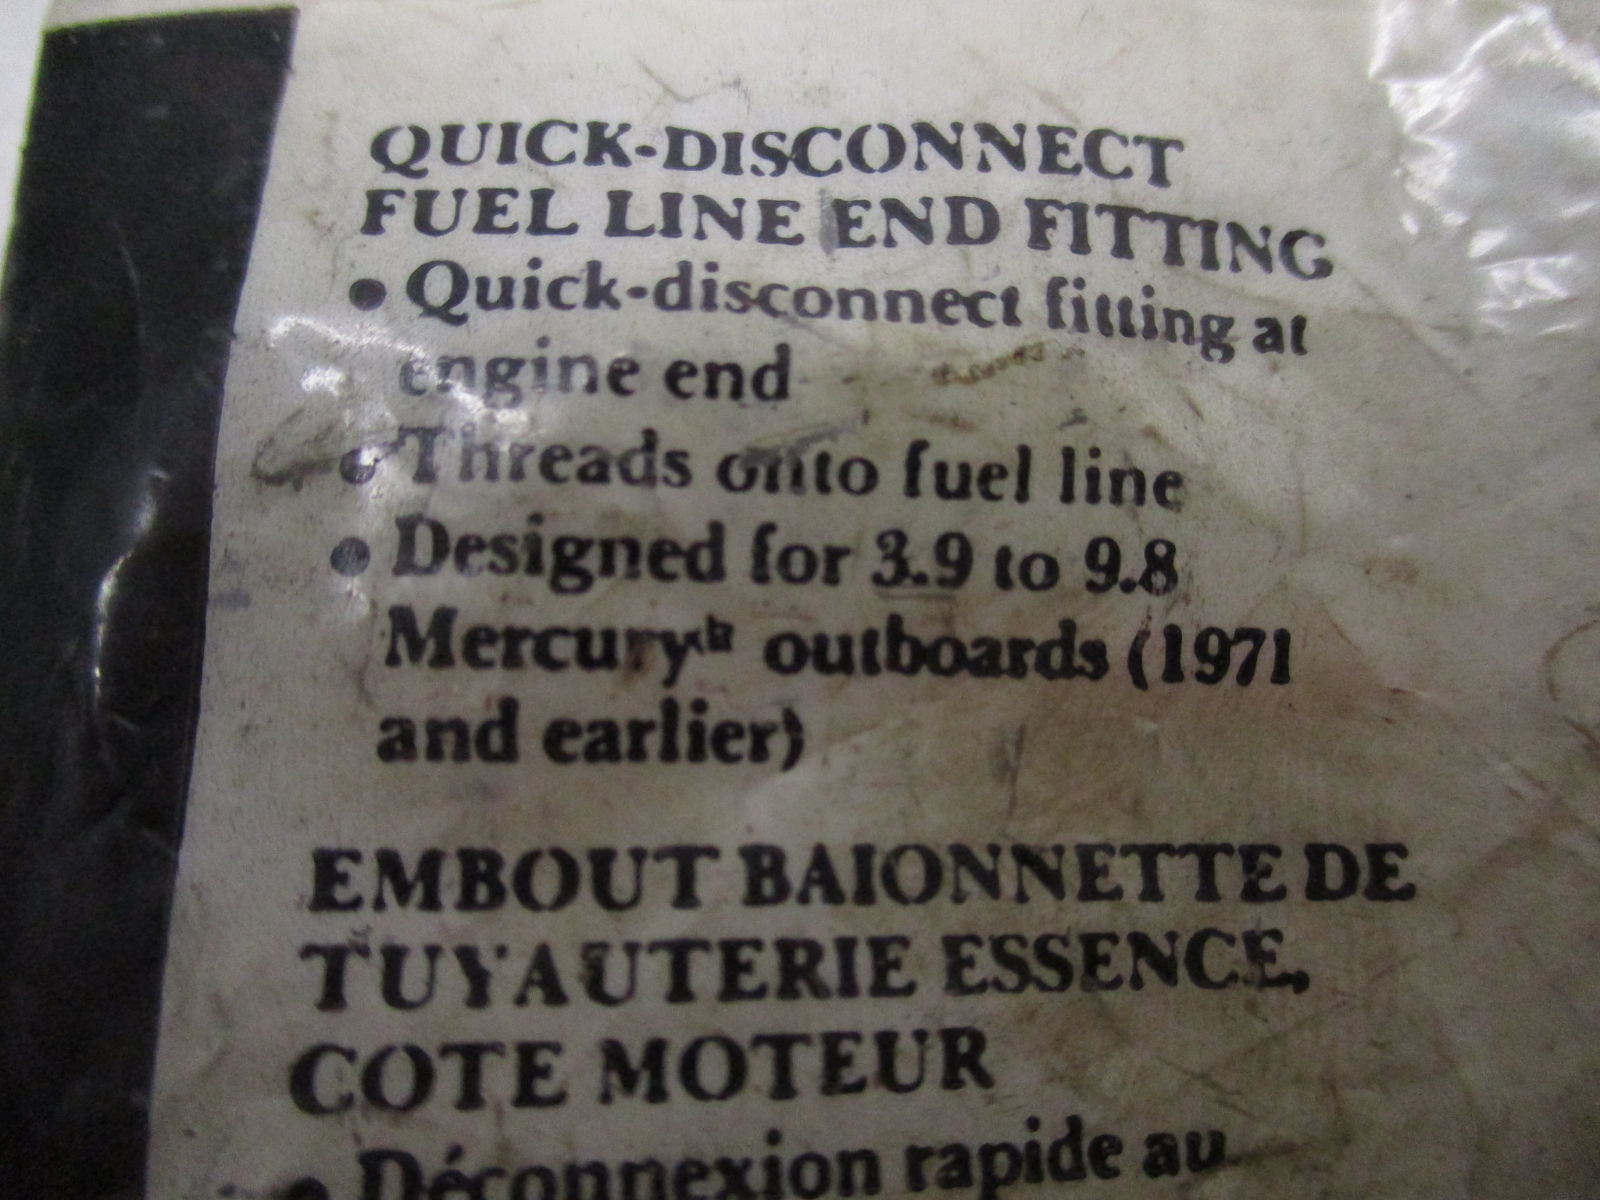 QUICK-DISCONNECT
FUEL LINE END FITTING
• Quick-disconnect fitting at
engine end
• Threads onto fuel line
• Designed for 3.9 to 9.8
Mercury® outboards (1971
and earlier)
EMBOUT BAIONNETTE DE
TUYAUTERIE ESSENCE,
COTE MOTEUR
• Déconnexion rapide au